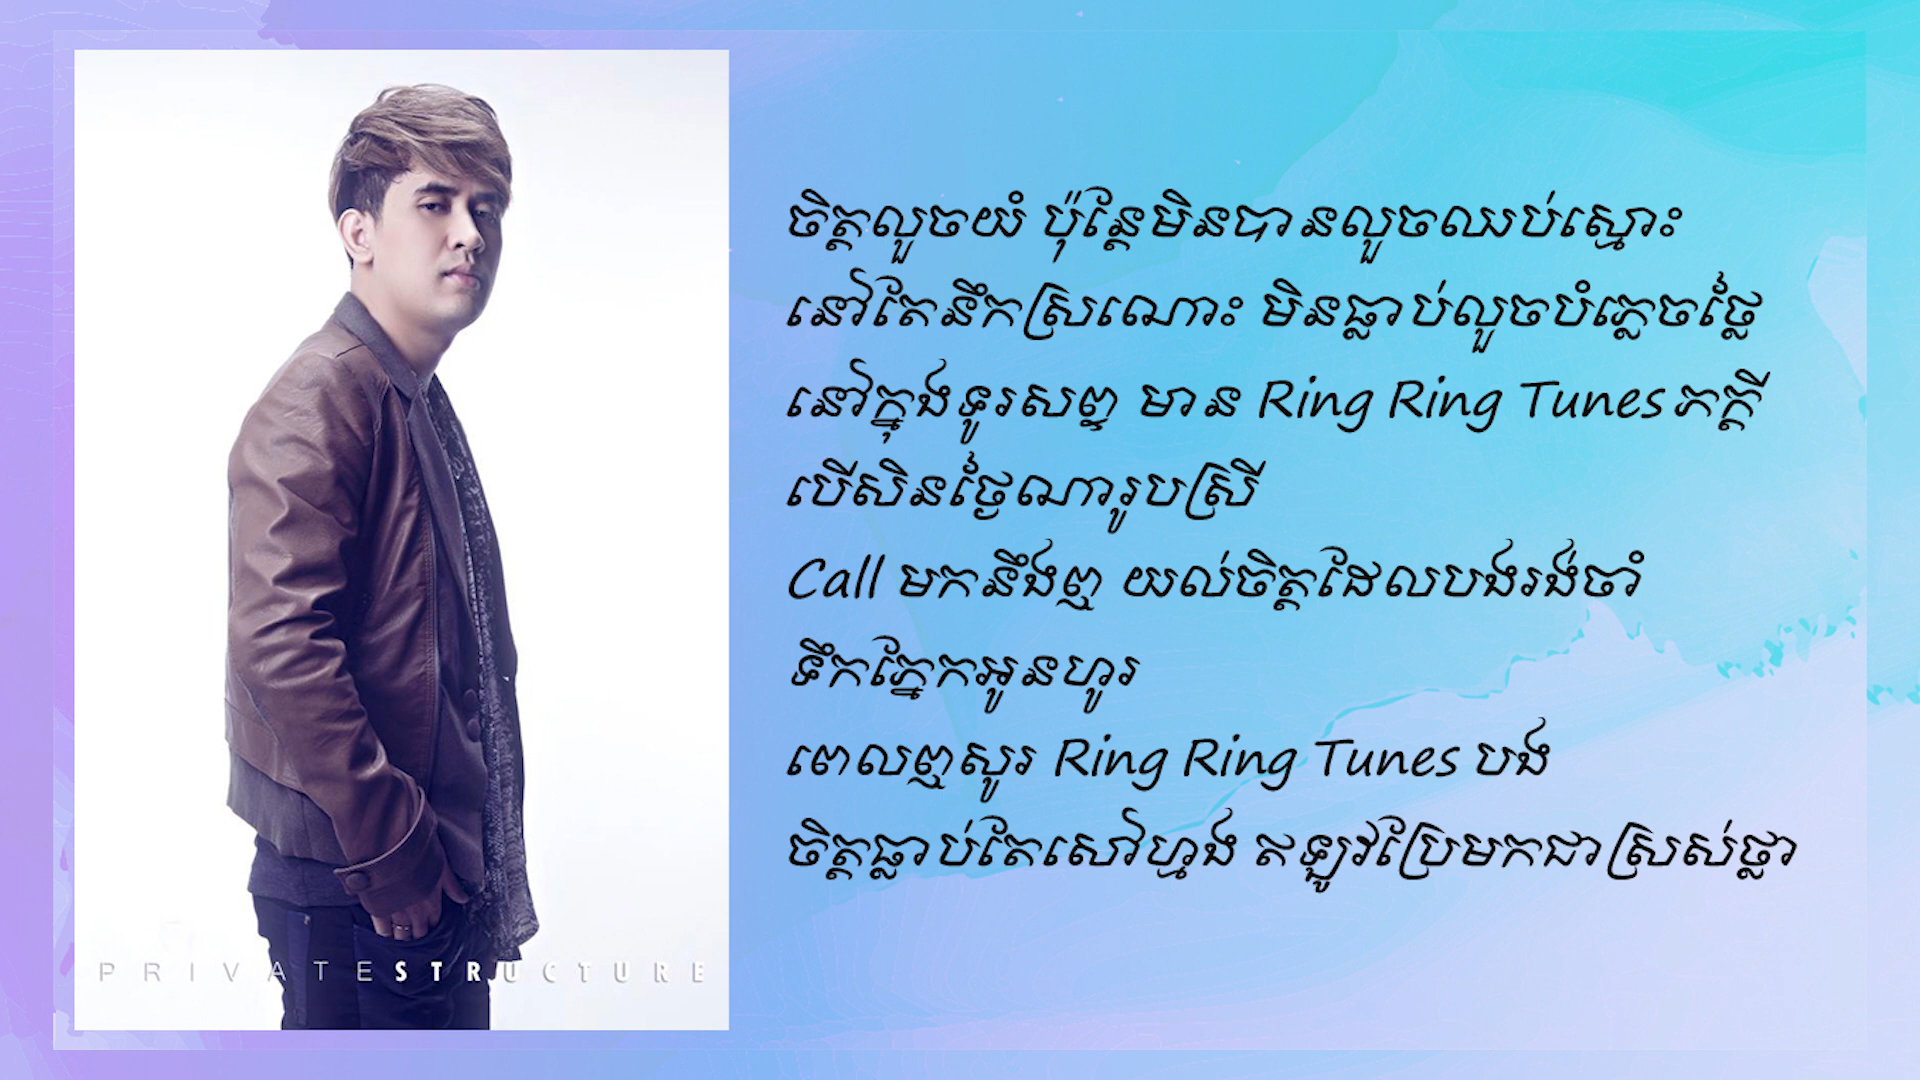 ចិត្តលួចយំ ប៉ុន្តែមិនបានលួចឈប់ស្មោះ
នៅតែនឹកស្រណោះ មិនធ្លាប់លួចបំភ្លេចថ្លៃ
នៅក្នុងទូរសព្ទ មាន Ring Ring Tunes ភក្ដី
បើសិនថ្ងៃណារូបស្រី
Call មកនឹងឮ យល់ចិត្តដែលបងរង់ចាំ
ទឹកភ្នែកអូនហូរ
ពេលឮសូរ Ring Ring Tunes បង
ចិត្តធ្លាប់តែសៅហ្មង ឥឡូវប្រែមកជាស្រស់ថ្លា
PRIVATESTRUCTURE